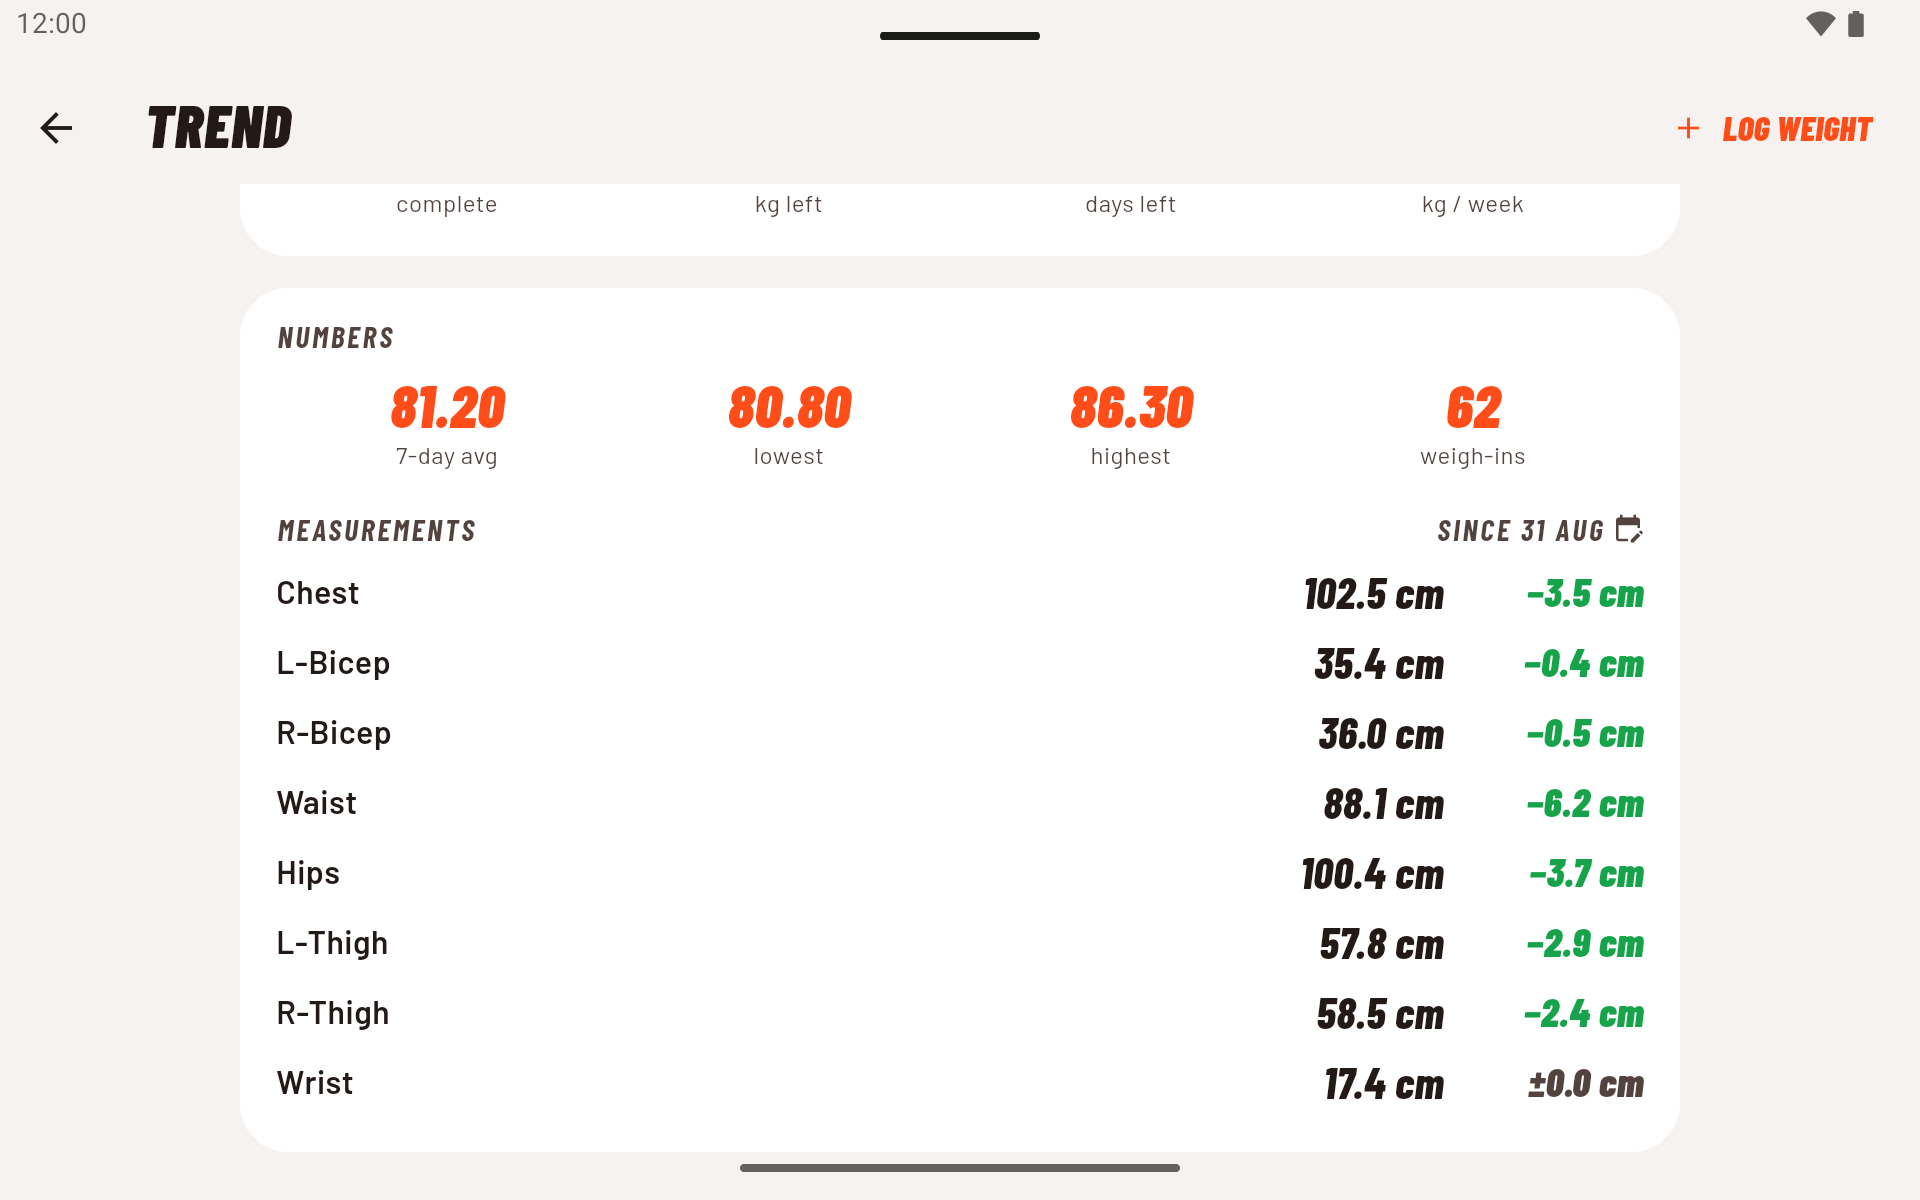 12:00
TREND
+ LOG WEIGHT
complete kg left days left kg / week
NUMBERS
81.20 80.80 86.30 62
7-day avg lowest highest weigh-ins
MEASUREMENTS SINCE 31 AUG
Chest 102.5 cm −3.5 cm
L-Bicep 35.4 cm −0.4 cm
R-Bicep 36.0 cm −0.5 cm
Waist 88.1 cm −6.2 cm
Hips 100.4 cm −3.7 cm
L-Thigh 57.8 cm −2.9 cm
R-Thigh 58.5 cm −2.4 cm
Wrist 17.4 cm ±0.0 cm